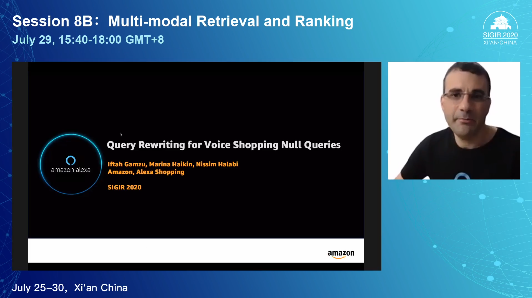 Session 8B：Multi-modal Retrieval and Ranking
July 29, 15:40-18:00 GMT+8
SIGIR 2020
XI'AN·CHINA
Query Rewriting for Voice Shopping Null Queries
Iftah Gamzu, Marina Haikin, Nissim Halabi
Amazon, Alexa Shopping
SIGIR 2020
amazon alexa
amazon
July 25-30，Xi'an China